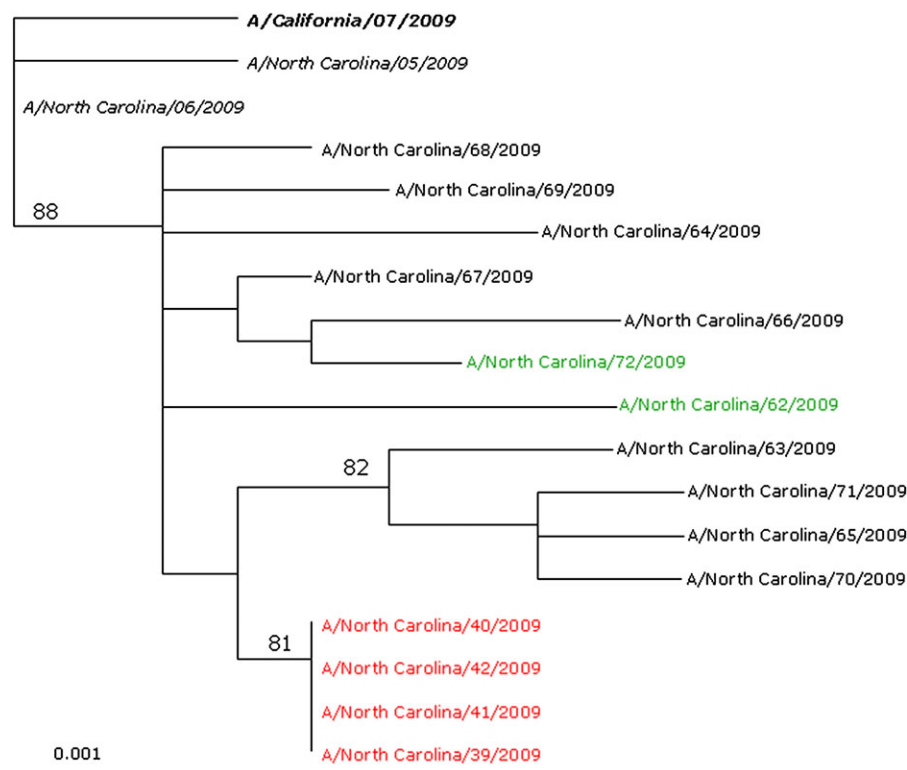 A/California/07/2009
A/North Carolina/05/2009
A/North Carolina/06/2009
A/North Carolina/68/2009
A/North Carolina/69/2009
88
A/North Carolina/64/2009
A/North Carolina/67/2009
A/North Carolina/66/2009
A/North Carolina/72/2009
A/North Carolina/62/2009
A/North Carolina/63/2009
82
A/North Carolina/71/2009
A/North Carolina/65/2009
A/North Carolina/70/2009
A/North Carolina/40/2009
81
A/North Carolina/42/2009
A/North Carolina/41/2009
A/North Carolina/39/2009
0.001